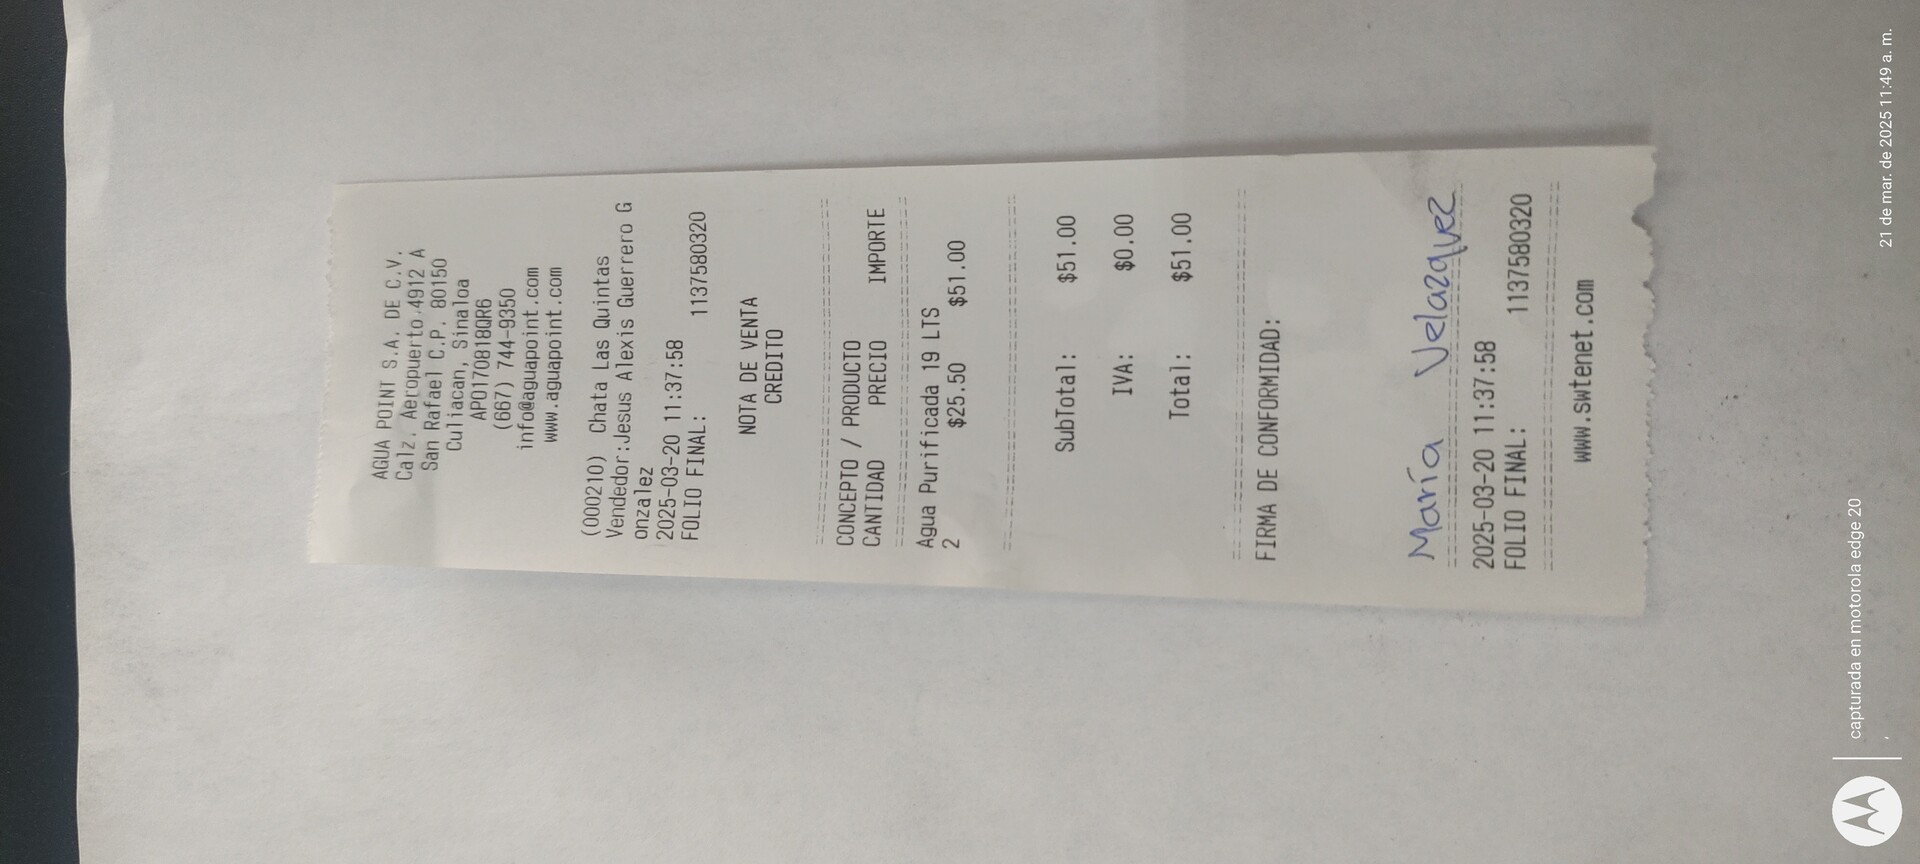 AGUA POINT S.A. DE C.V.
Calz. Aeropuerto,4912 A
San Rafael C.P. 80150
Culiacan, Sinaloa
APO170818QR6
(667) 744-9350
info@aguapoint.com
www.aguapoint.com
(000210) Chata Las Quintas
Vendedor:Jesus Alexis Guerrero G
onzalez
2025-03-20 11:37:58
FOLIO FINAL: 1137580320
NOTA DE VENTA
CREDITO
CONCEPTO / PRODUCTO
CANTIDAD PRECIO IMPORTE
Agua Purificada 19 LTS
2 $25.50 $51.00
SubTotal: $51.00
IVA: $0.00
Total: $51.00
FIRMA DE CONFORMIDAD:
María Velazquez
2025-03-20 11:37:58
FOLIO FINAL: 1137580320
www.swtenet.com
capturada en motorola edge 20
,
21 de mar. de 2025 11:49 a. m.